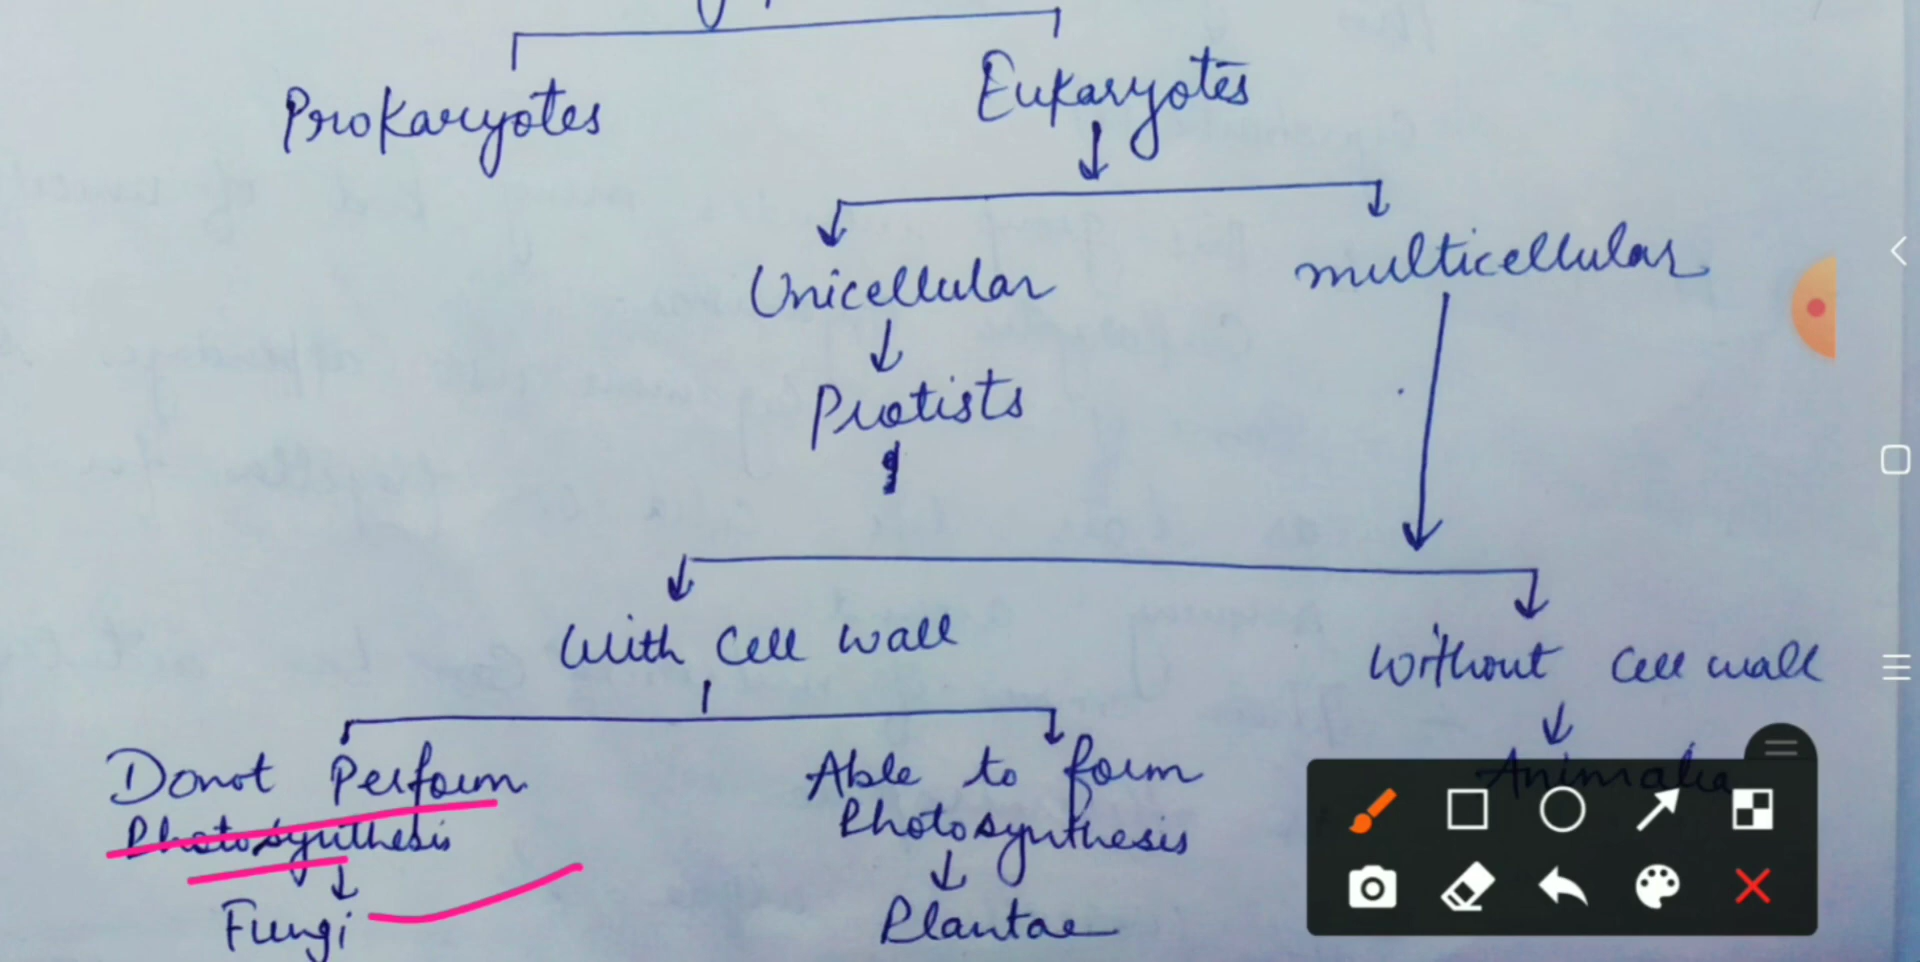 Prokaryotes
Eukaryotes
Unicellular
multicellular
Protists
With Cell wall
Without Cell wall
Donot Perform
Photosynthesis
Able to form
Photosynthesis
Animalia
Fungi
Plantae